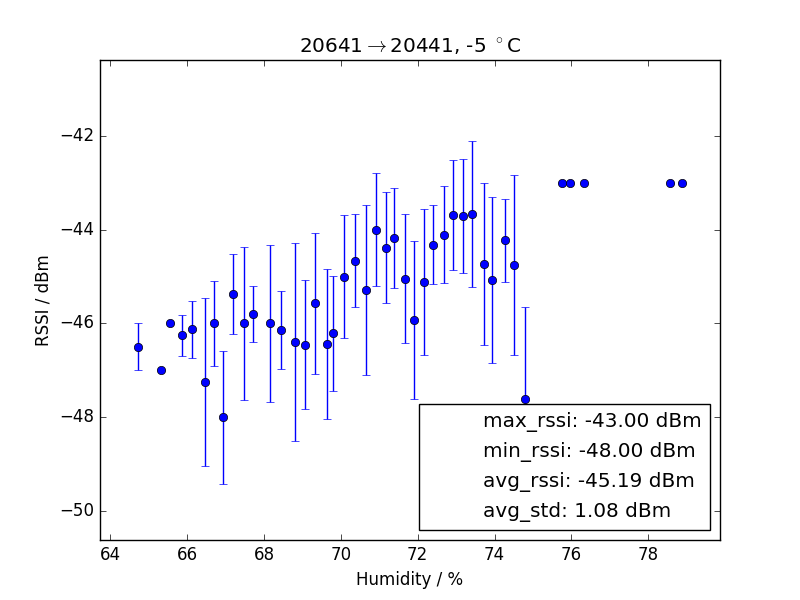 20641→20441, -5 °C
RSSI / dBm
−42
−44
−46
−48
−50
max_rssi: -43.00 dBm
min_rssi: -48.00 dBm
avg_rssi: -45.19 dBm
avg_std: 1.08 dBm
64 66 68 70 72 74 76 78
Humidity / %